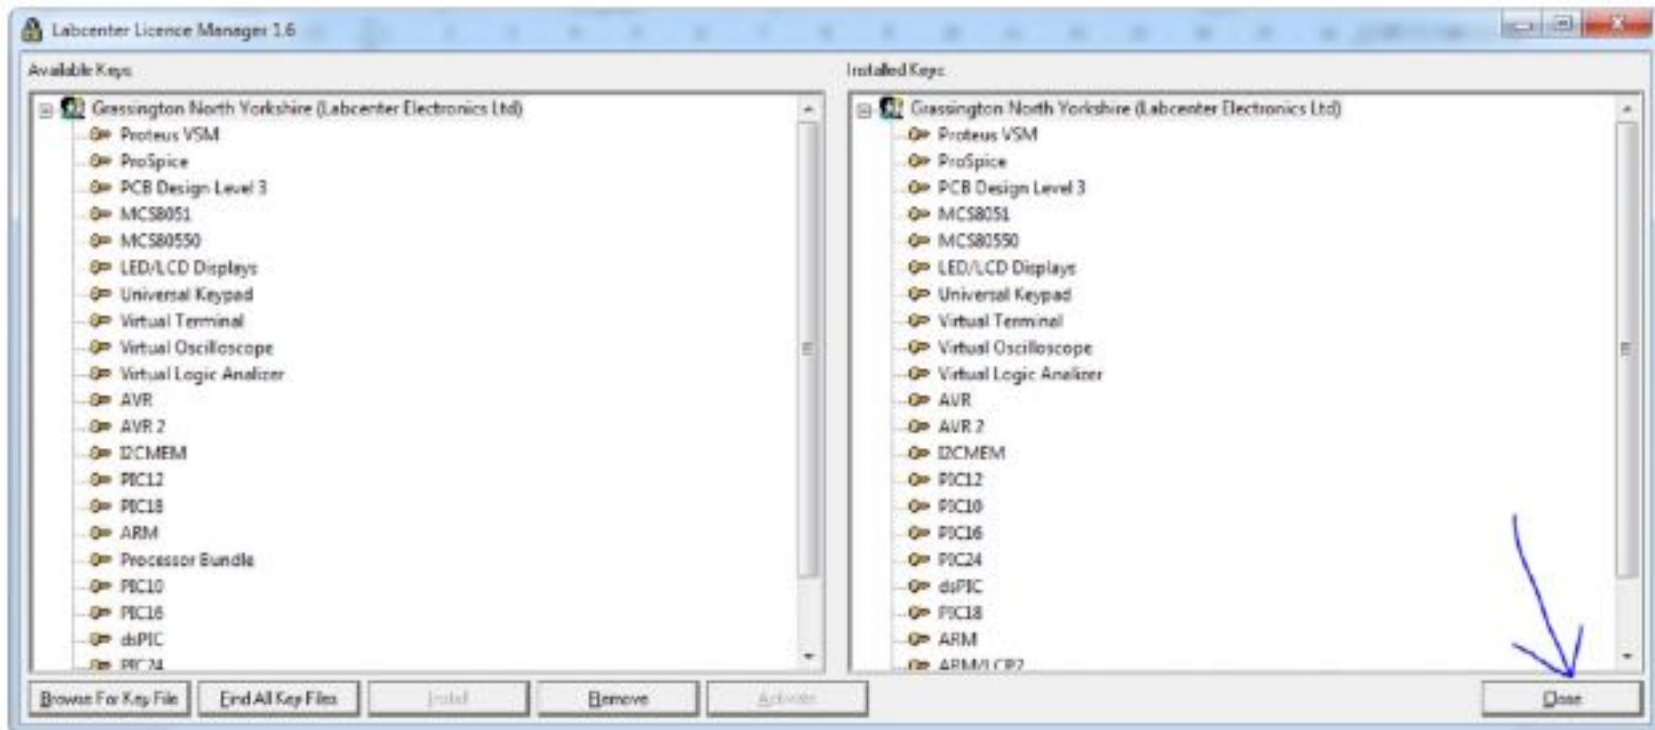 Labcenter Licence Manager 1.6
Available Keys:
Grassington North Yorkshire (Labcenter Electronics Ltd)
Proteus VSM
ProSpice
PCB Design Level 3
MCS8051
MCS80550
LED/LCD Displays
Universal Keypad
Virtual Terminal
Virtual Oscilloscope
Virtual Logic Analizer
AVR
AVR 2
I2CMEM
PIC12
PIC18
ARM
Processor Bundle
PIC10
PIC16
dsPIC
PIC24
Installed Keys:
Grassington North Yorkshire (Labcenter Electronics Ltd)
Proteus VSM
ProSpice
PCB Design Level 3
MCS8051
MCS80550
LED/LCD Displays
Universal Keypad
Virtual Terminal
Virtual Oscilloscope
Virtual Logic Analizer
AVR
AVR 2
I2CMEM
PIC12
PIC10
PIC16
PIC24
dsPIC
PIC18
ARM
ARM/LCP2
Browse For Key File
Find All Key Files
Install
Remove
Activate
Close